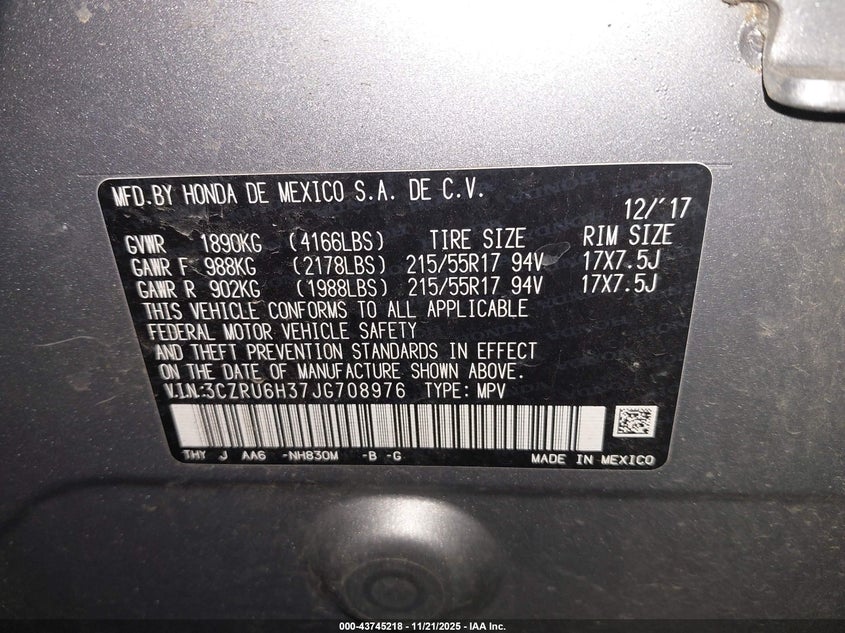 MFD.BY HONDA DE MEXICO S.A. DE C.V.
12/'17
GVWR 1890KG (4166LBS) TIRE SIZE RIM SIZE
GAWR F 988KG (2178LBS) 215/55R17 94V 17X7.5J
GAWR R 902KG (1988LBS) 215/55R17 94V 17X7.5J
THIS VEHICLE CONFORMS TO ALL APPLICABLE
FEDERAL MOTOR VEHICLE SAFETY
AND THEFT PREVENTION STANDARDS IN EFFECT
ON THE DATE OF MANUFACTURE SHOWN ABOVE.
V.I.N:3CZRU6H37JG708976 TYPE: MPV
THY J AA6 -NH830M -B -G MADE IN MEXICO
000-43745218 - 11/21/2025 - IAA Inc.